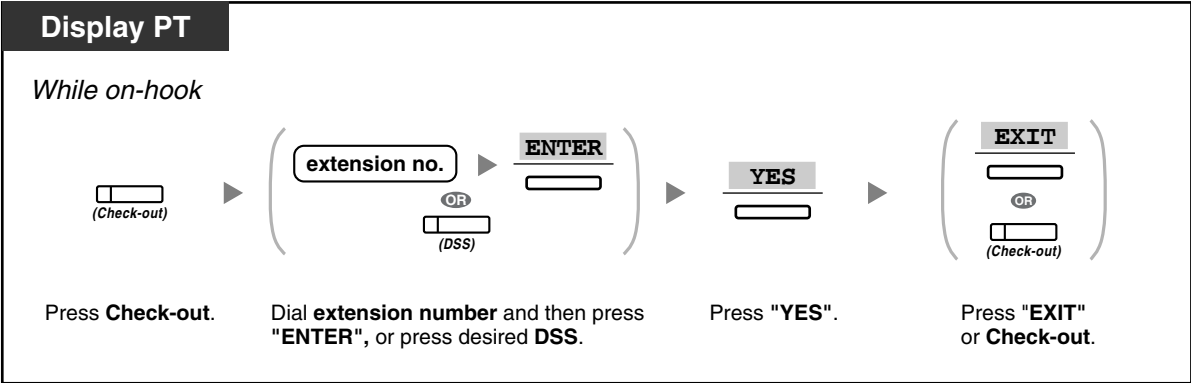 Display PT
While on-hook
(Check-out)
extension no.
ENTER
OR
(DSS)
YES
EXIT
OR
(Check-out)
Press Check-out.
Dial extension number and then press
"ENTER", or press desired DSS.
Press "YES".
Press "EXIT"
or Check-out.